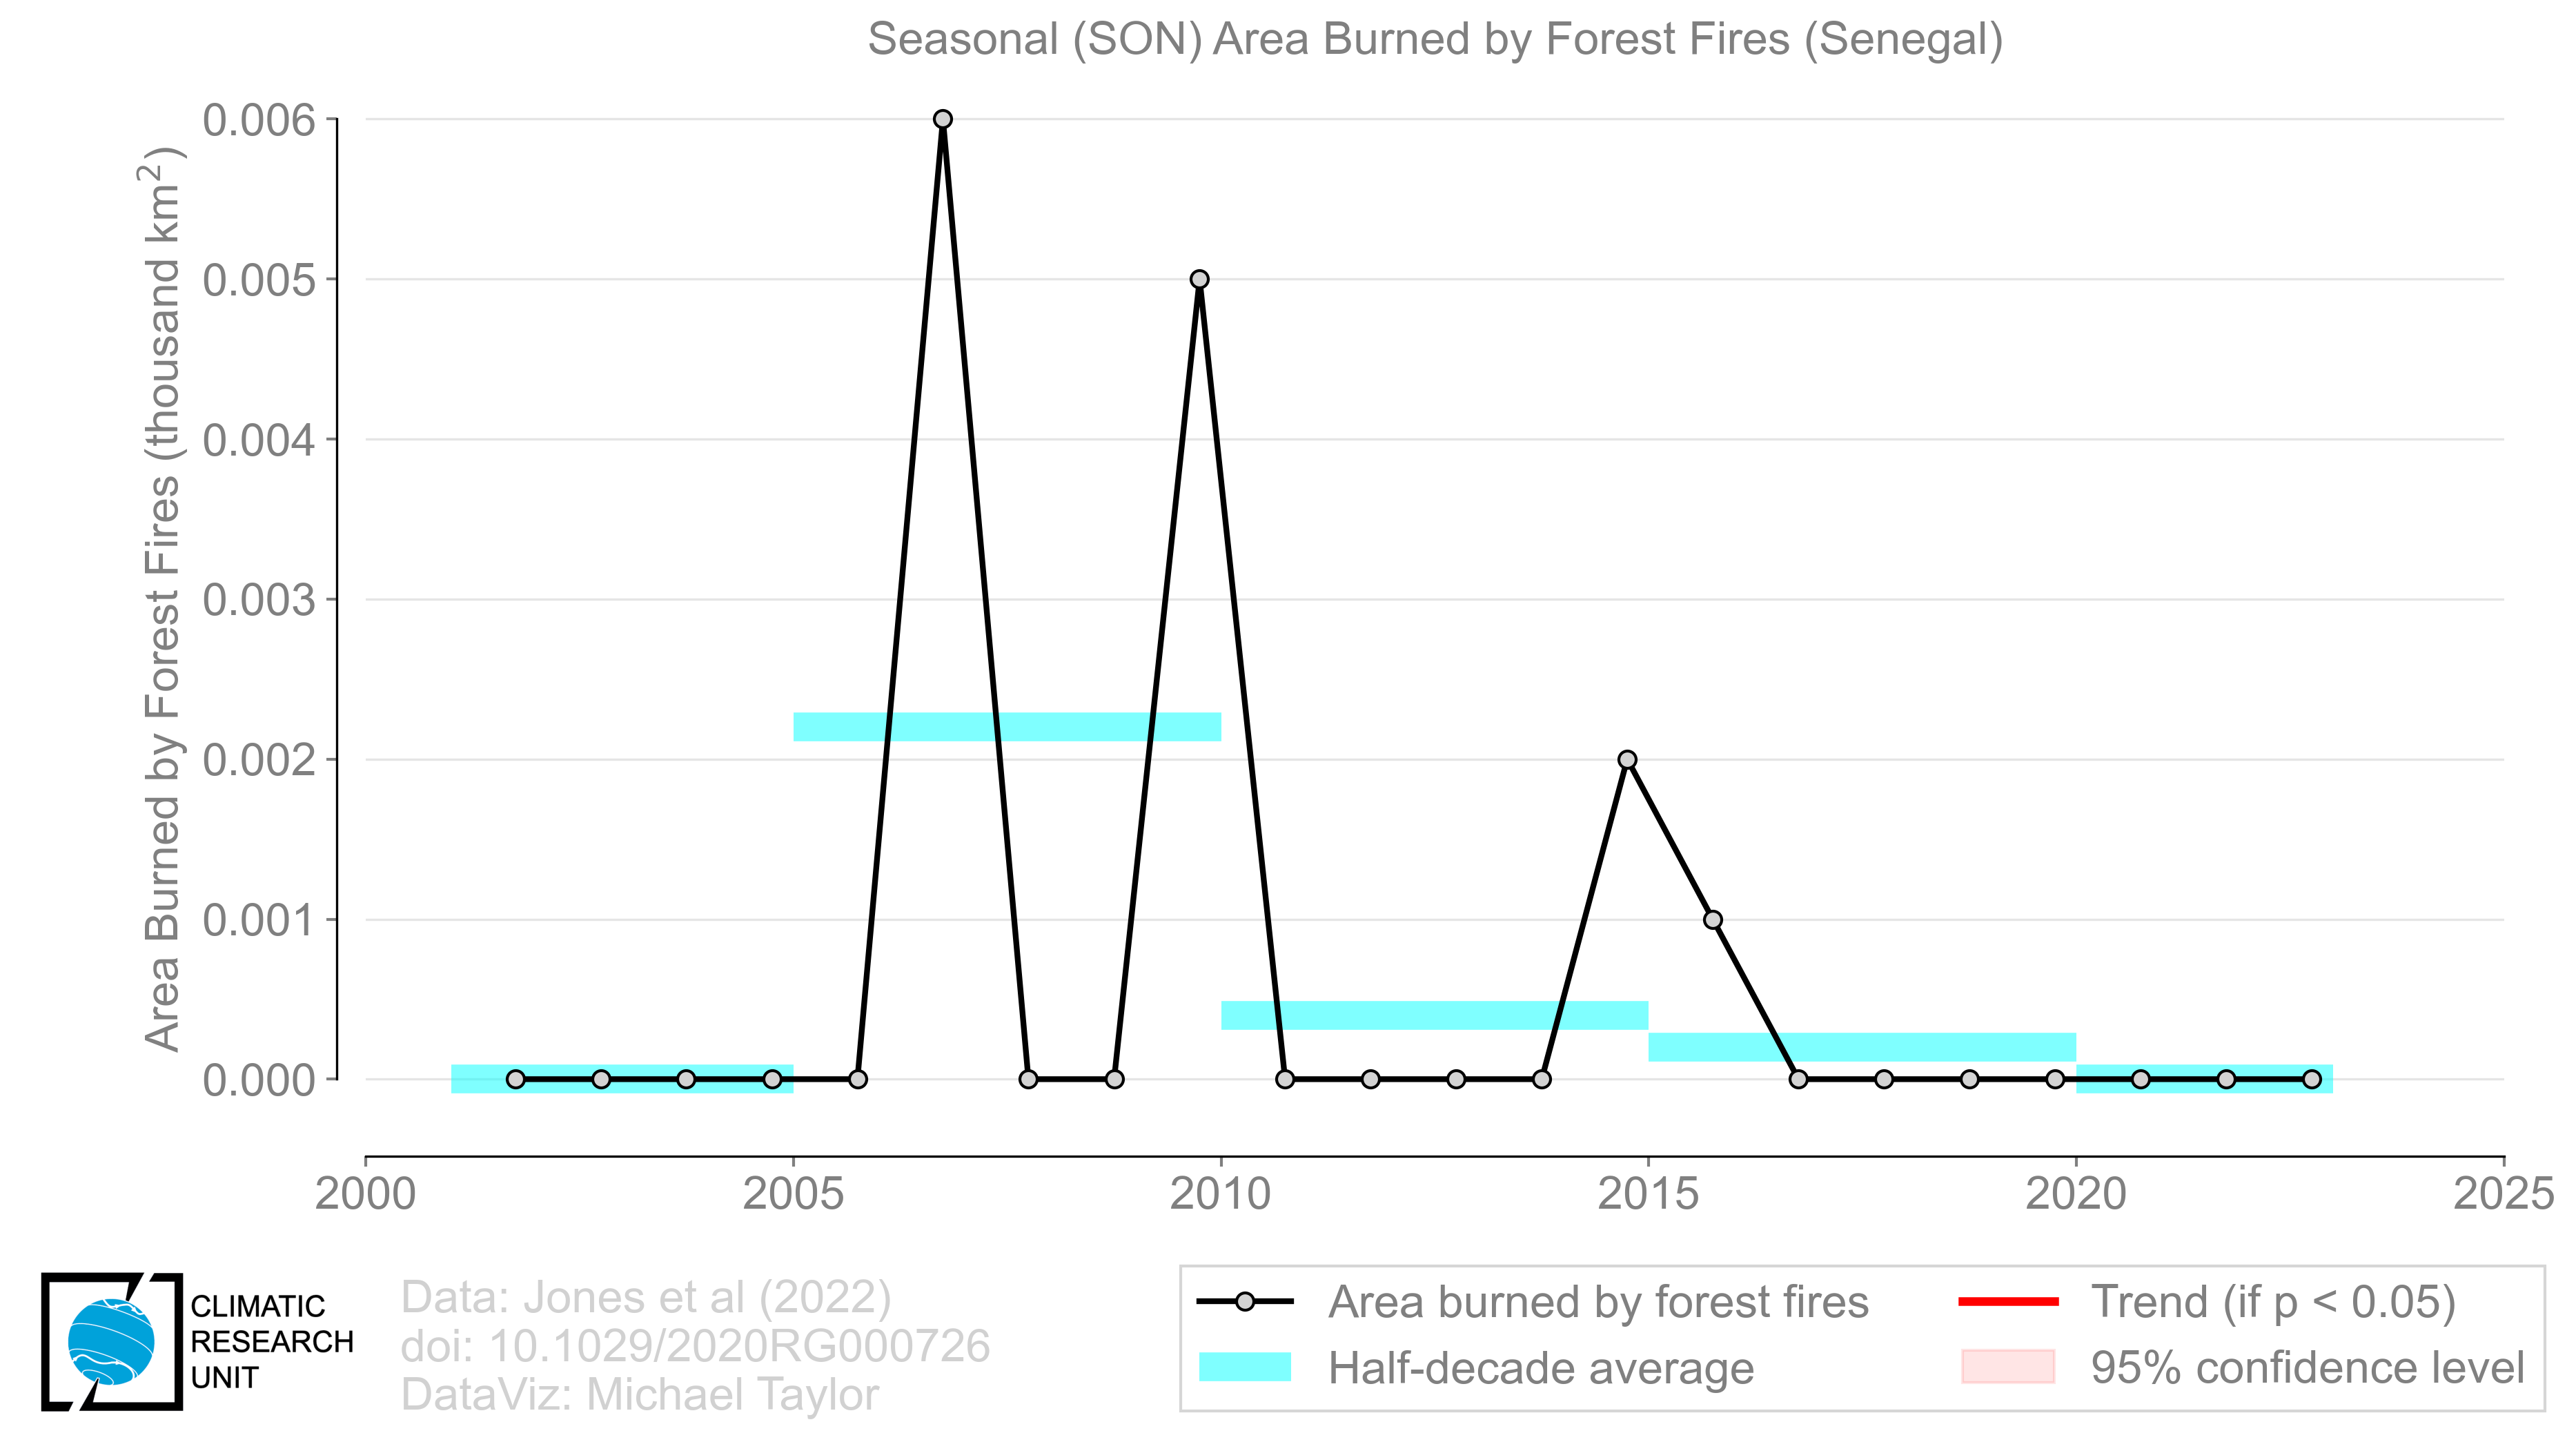 Seasonal (SON) Area Burned by Forest Fires (Senegal)
Area Burned by Forest Fires (thousand km²)
0.006
0.005
0.004
0.003
0.002
0.001
0.000
2000 2005 2010 2015 2020 2025
CLIMATIC
RESEARCH
UNIT
Data: Jones et al (2022)
doi: 10.1029/2020RG000726
DataViz: Michael Taylor
Area burned by forest fires
Half-decade average
Trend (if p < 0.05)
95% confidence level